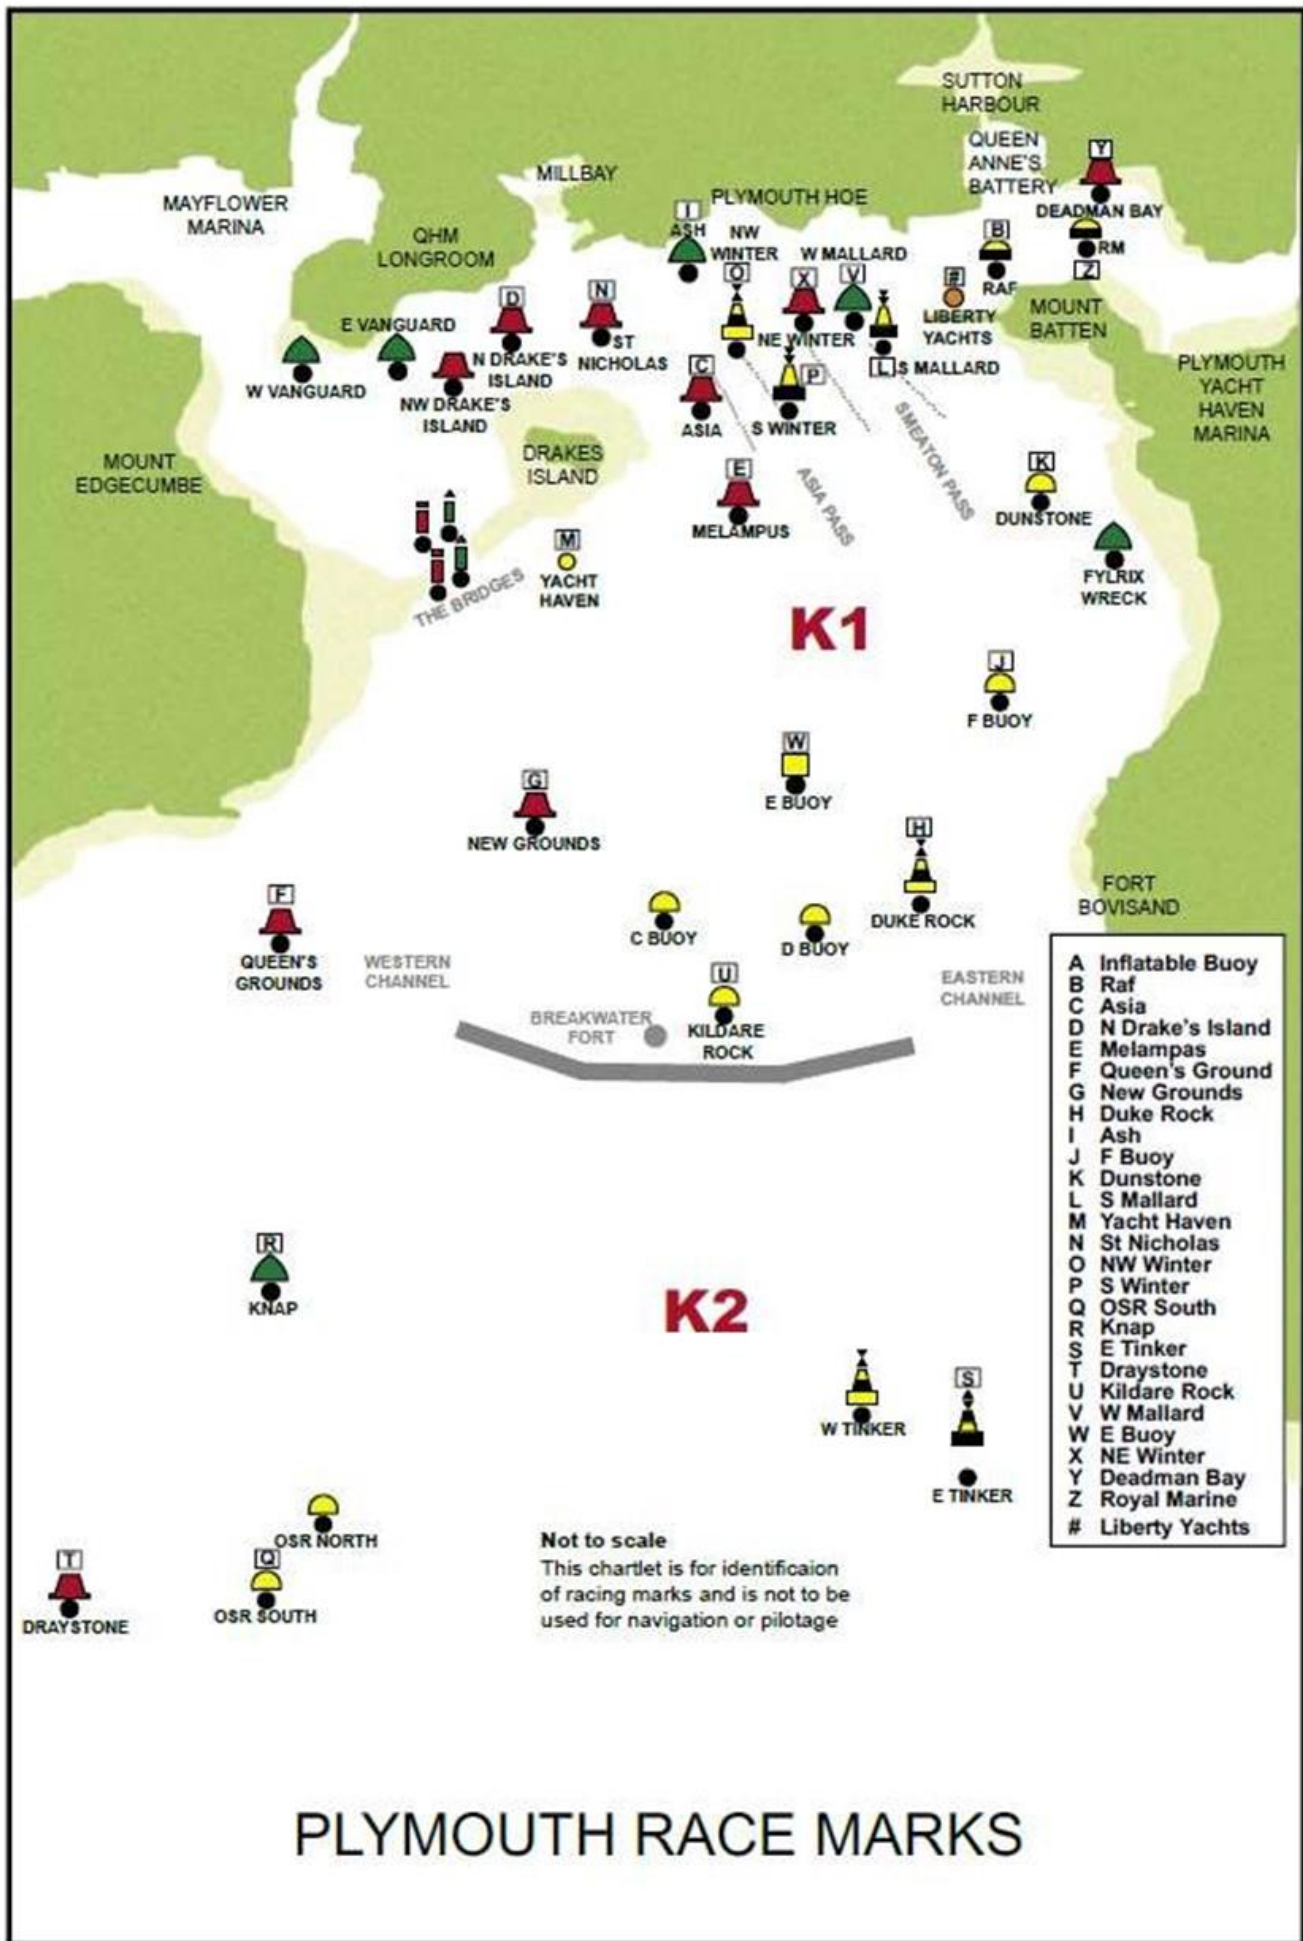 SUTTON
HARBOUR
QUEEN
ANNE'S
BATTERY
Y
DEADMAN BAY
MILLBAY
MAYFLOWER
MARINA
PLYMOUTH HOE
I
ASH
QHM
LONGROOM
NW
WINTER
O
W MALLARD
X
V
B
RAF
RM
Z
#
LIBERTY
YACHTS
MOUNT
BATTEN
D
N
E VANGUARD
ST
NICHOLAS
NE WINTER
N DRAKE'S
ISLAND
W VANGUARD
NW DRAKE'S
ISLAND
C
ASIA
P
S WINTER
L
S MALLARD
PLYMOUTH
YACHT
HAVEN
MARINA
MOUNT
EDGECUMBE
DRAKES
ISLAND
E
MELAMPUS
ASIA PASS
SMEATON PASS
K
DUNSTONE
M
YACHT
HAVEN
THE BRIDGES
FYLRIX
WRECK
K1
J
F BUOY
W
E BUOY
G
NEW GROUNDS
H
DUKE ROCK
FORT
BOVISAND
F
QUEEN'S
GROUNDS
C BUOY
D BUOY
WESTERN
CHANNEL
EASTERN
CHANNEL
U
KILDARE
ROCK
BREAKWATER
FORT
A Inflatable Buoy
B Raf
C Asia
D N Drake's Island
E Melampas
F Queen's Ground
G New Grounds
H Duke Rock
I Ash
J F Buoy
K Dunstone
L S Mallard
M Yacht Haven
N St Nicholas
O NW Winter
P S Winter
Q OSR South
R Knap
S E Tinker
T Draystone
U Kildare Rock
V W Mallard
W E Buoy
X NE Winter
Y Deadman Bay
Z Royal Marine
# Liberty Yachts
R
KNAP
K2
W TINKER
S
E TINKER
OSR NORTH
T
DRAYSTONE
Q
OSR SOUTH
Not to scale
This chartlet is for identificaion
of racing marks and is not to be
used for navigation or pilotage
PLYMOUTH RACE MARKS